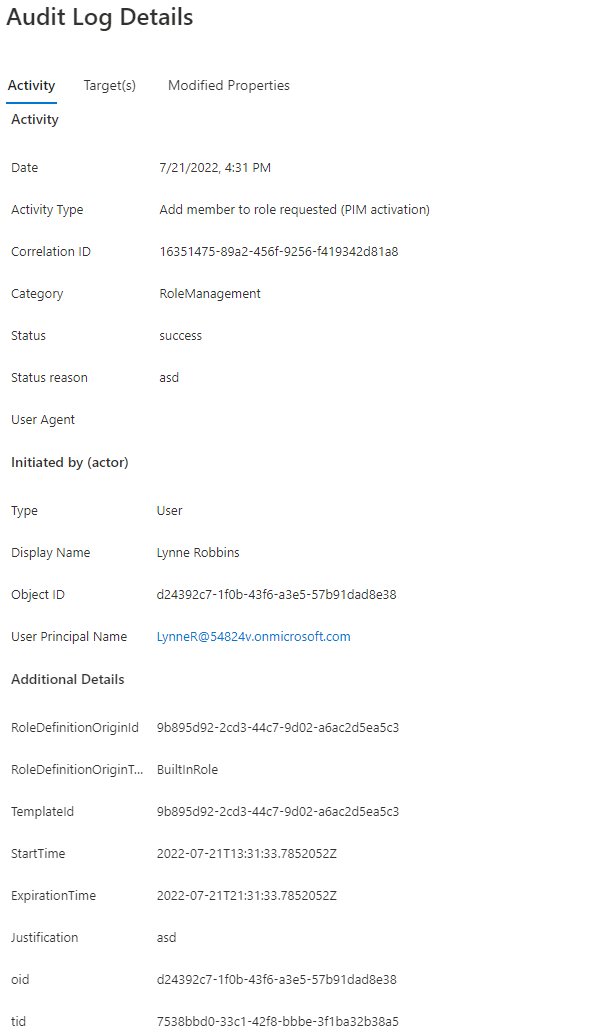 Audit Log Details
Activity Target(s) Modified Properties
Activity
Date 7/21/2022, 4:31 PM
Activity Type Add member to role requested (PIM activation)
Correlation ID 16351475-89a2-456f-9256-f419342d81a8
Category RoleManagement
Status success
Status reason asd
User Agent
Initiated by (actor)
Type User
Display Name Lynne Robbins
Object ID d24392c7-1f0b-43f6-a3e5-57b91dad8e38
User Principal Name LynneR@54824v.onmicrosoft.com
Additional Details
RoleDefinitionOriginId 9b895d92-2cd3-44c7-9d02-a6ac2d5ea5c3
RoleDefinitionOriginT... BuiltInRole
TemplateId 9b895d92-2cd3-44c7-9d02-a6ac2d5ea5c3
StartTime 2022-07-21T13:31:33.7852052Z
ExpirationTime 2022-07-21T21:31:33.7852052Z
Justification asd
oid d24392c7-1f0b-43f6-a3e5-57b91dad8e38
tid 7538bbd0-33c1-42f8-bbbe-3f1ba32b38a5